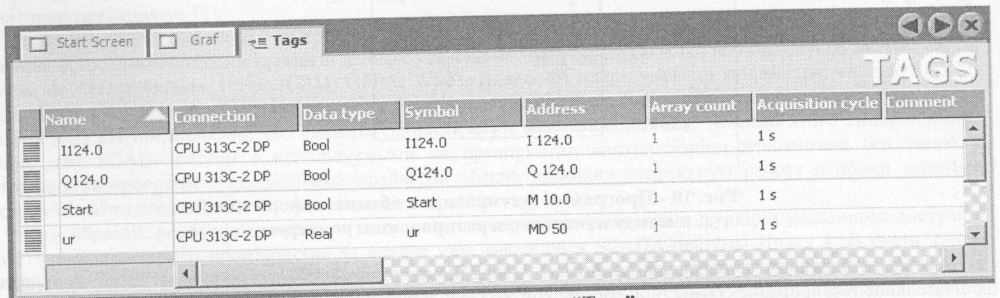 Start Screen Graf Tags
TAGS
Name Connection Data type Symbol Address Array count Acquisition cycle Comment
I124.0 CPU 313C-2 DP Bool I124.0 I 124.0 1 1 s
Q124.0 CPU 313C-2 DP Bool Q124.0 Q 124.0 1 1 s
Start CPU 313C-2 DP Bool Start M 10.0 1 1 s
ur CPU 313C-2 DP Real ur MD 50 1 1 s